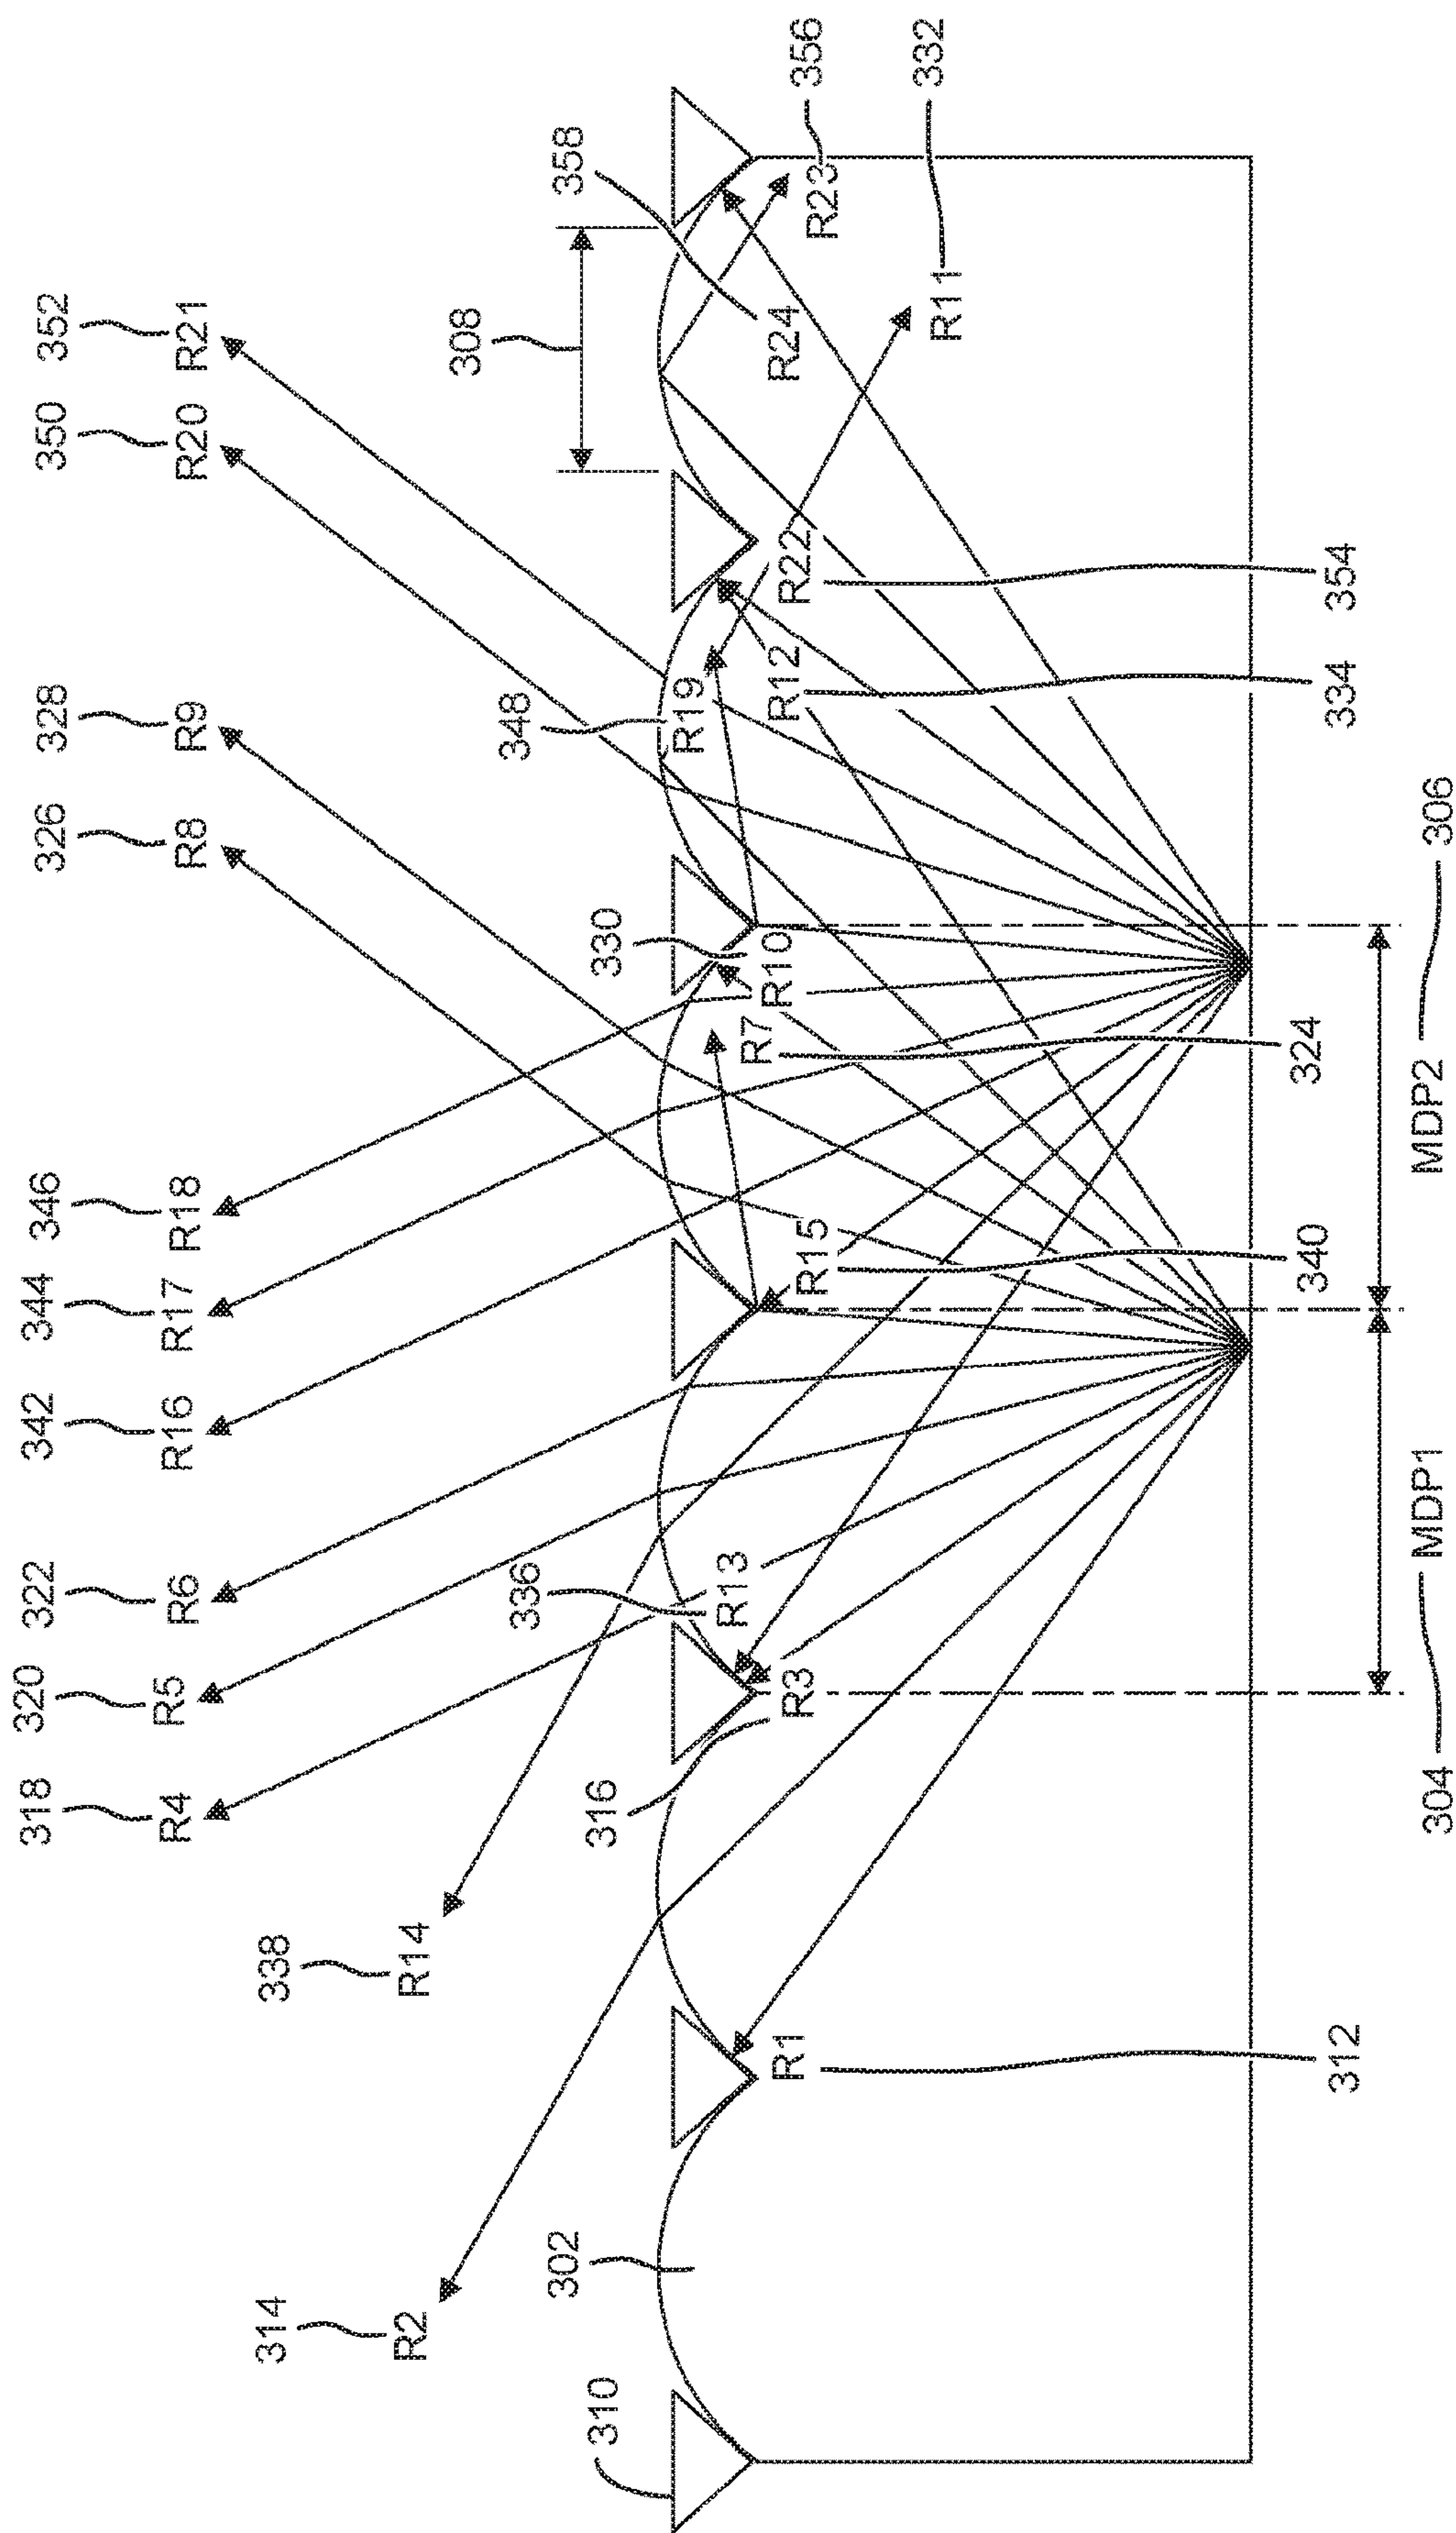 318 320 322 342 344 346 326 328 350 352
R4 R5 R6 R16 R17 R18 R8 R9 R20 R21
314 338
R2 R14
308
336 348
302 358
310 316 330
R19
R13
R7 R10
R1 R3 R15 R12 R22 R24 R23 356
R11 332
340 324
312 334 354
304 MDP1 MDP2 306